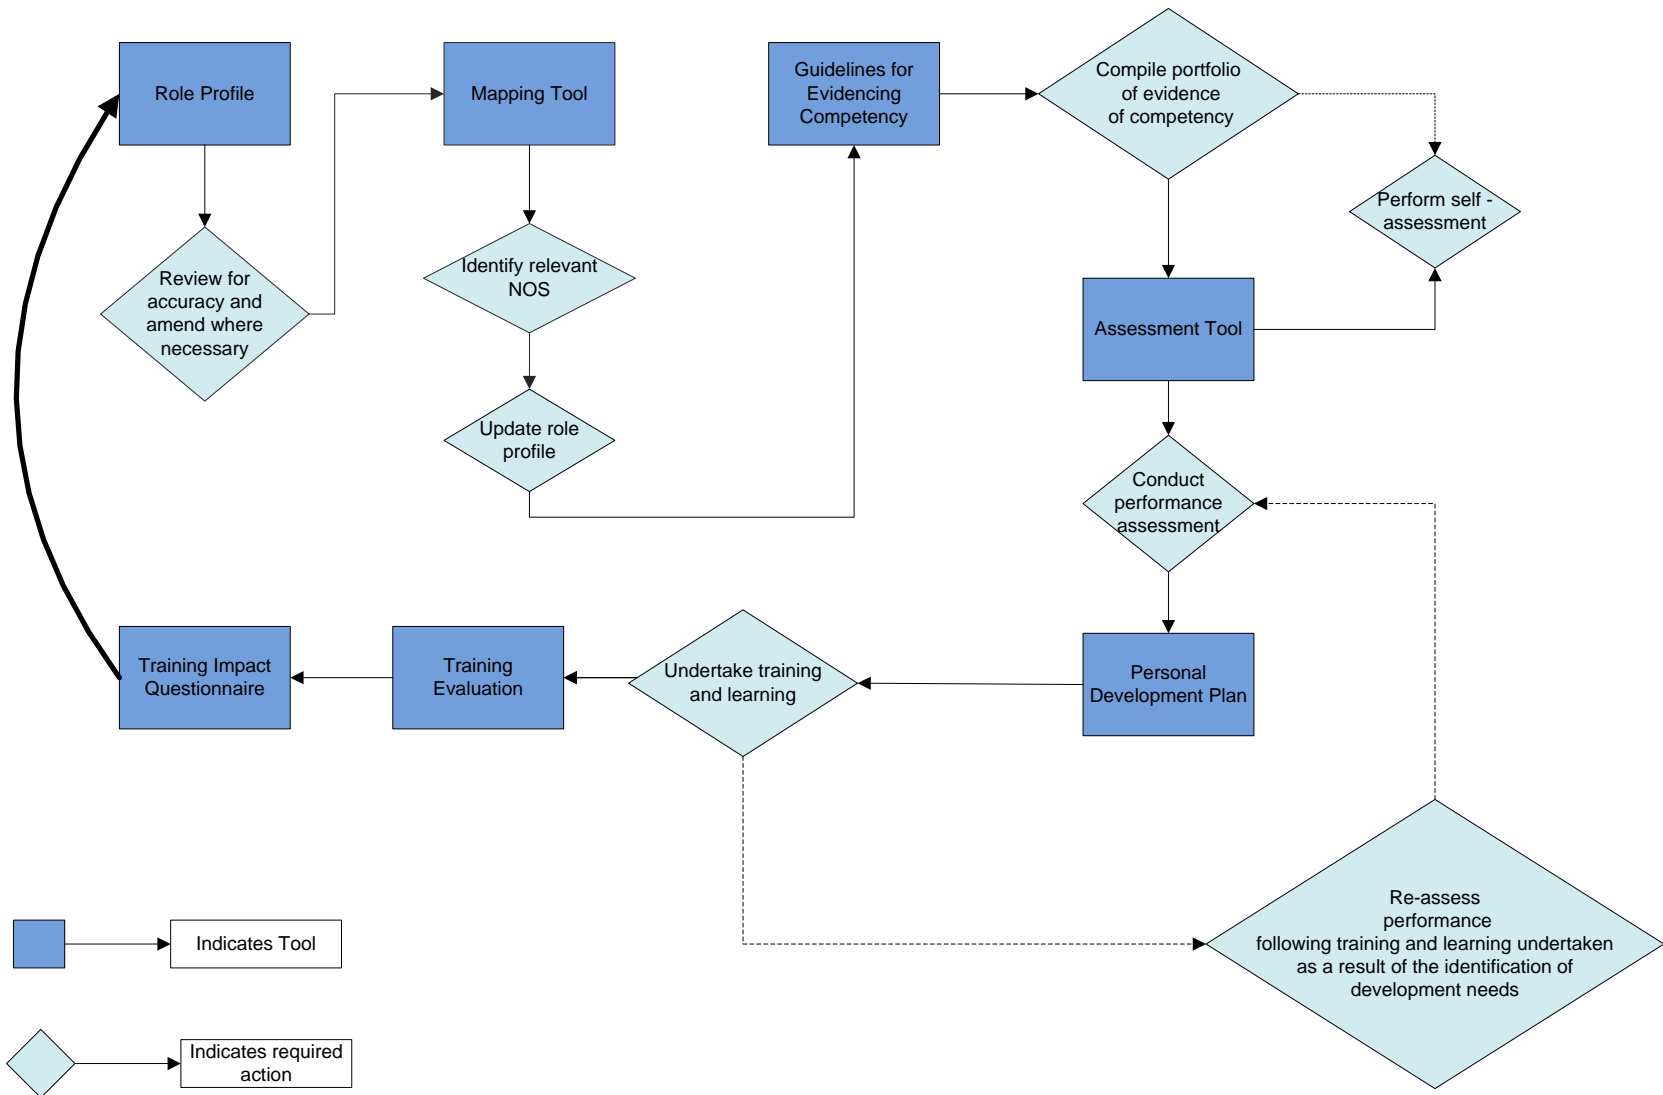 Role Profile
Mapping Tool
Guidelines for
Evidencing
Competency
Compile portfolio
of evidence
of competency
Perform self -
assessment
Review for
accuracy and
amend where
necessary
Identify relevant
NOS
Update role
profile
Assessment Tool
Conduct
performance
assessment
Personal
Development Plan
Undertake training
and learning
Training
Evaluation
Training Impact
Questionnaire
Re-assess
performance
following training and learning undertaken
as a result of the identification of
development needs
Indicates Tool
Indicates required
action